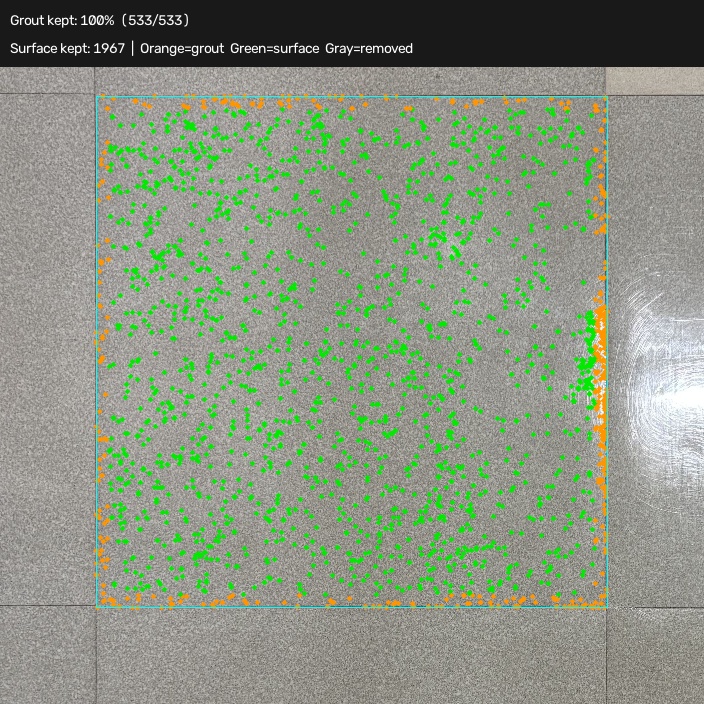 Grout kept: 100%  (533/533)
Surface kept: 1967  |  Orange=grout  Green=surface  Gray=removed